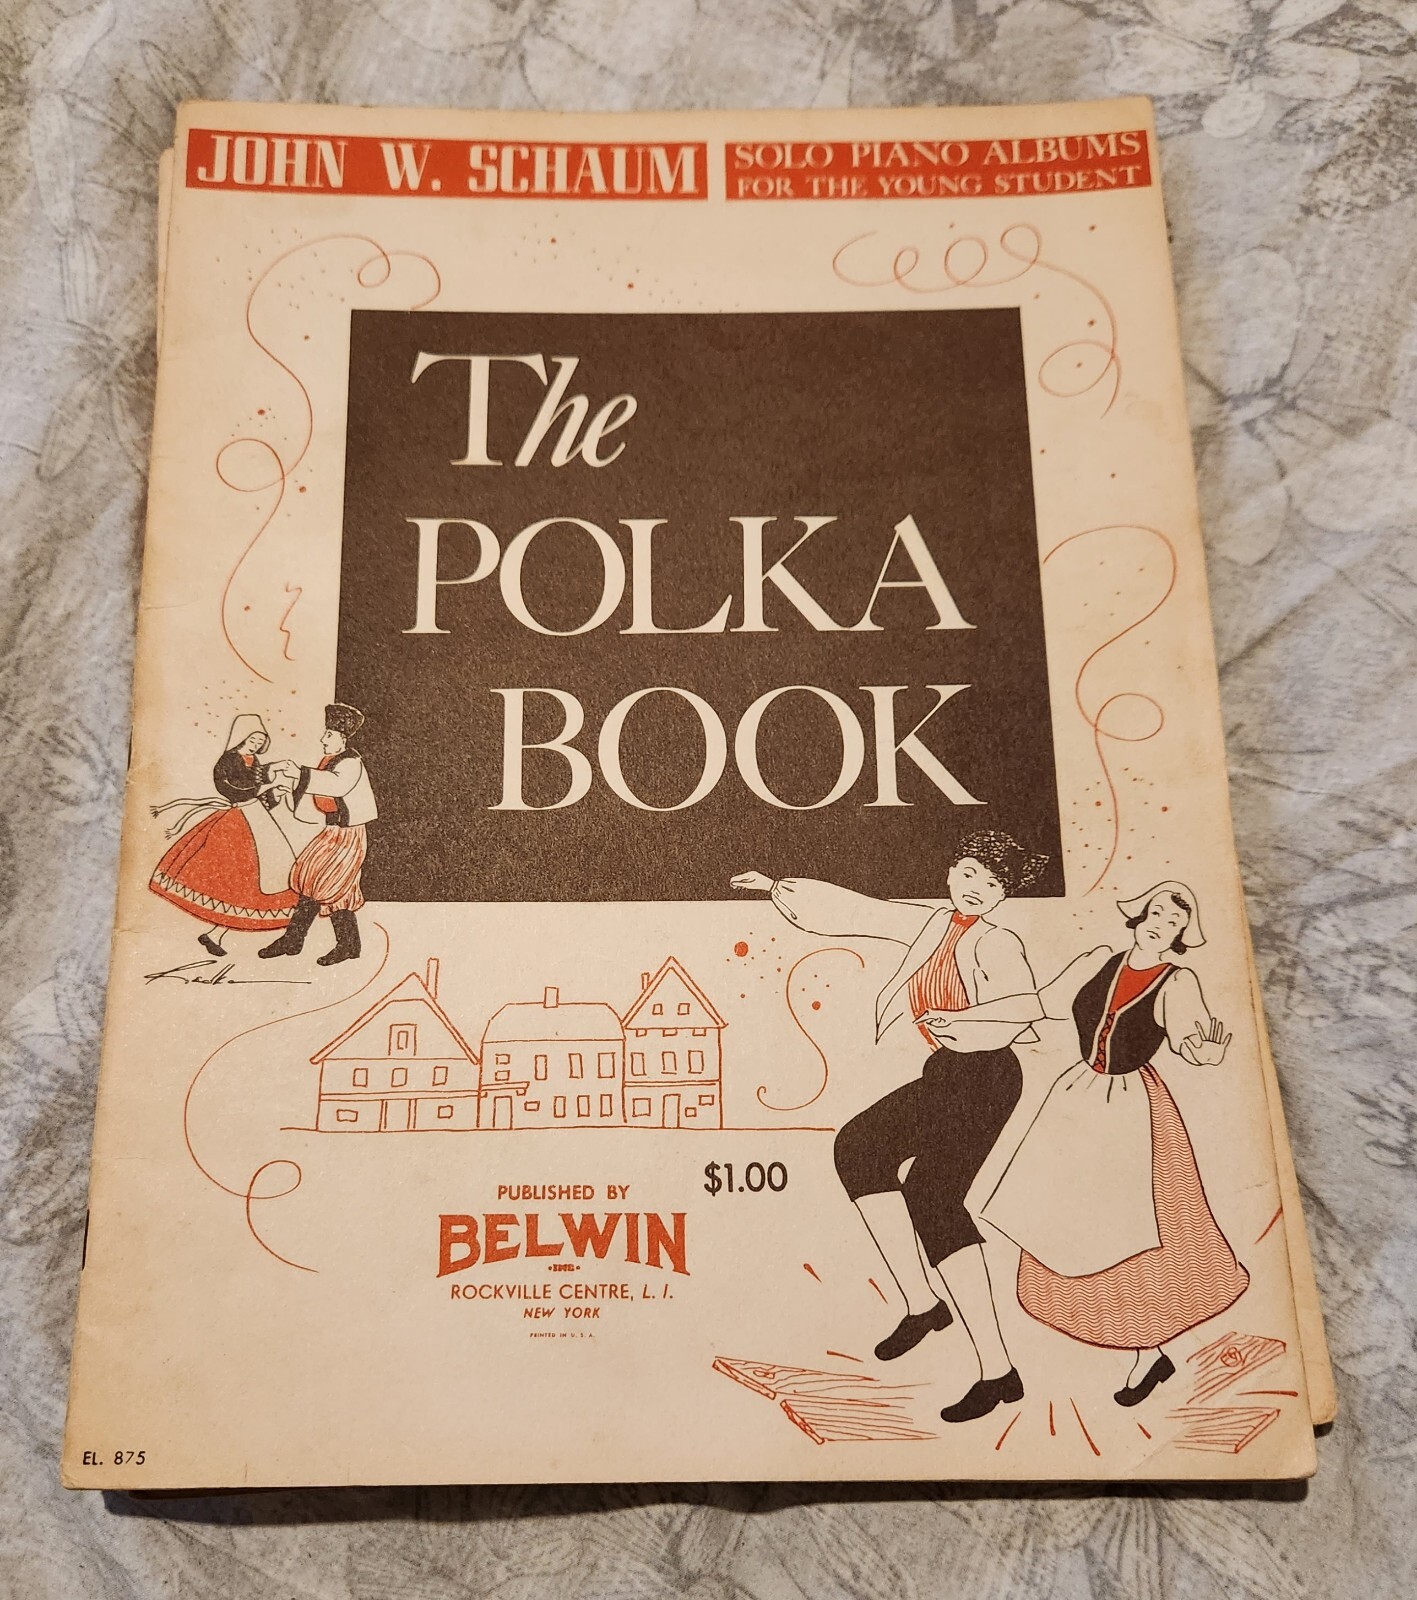 JOHN W. SCHAUM
SOLO PIANO ALBUMS
FOR THE YOUNG STUDENT
The
POLKA
BOOK
$1.00
PUBLISHED BY
BELWIN
INC
ROCKVILLE CENTRE, L. I.
NEW YORK
PRINTED IN U. S. A.
EL. 875